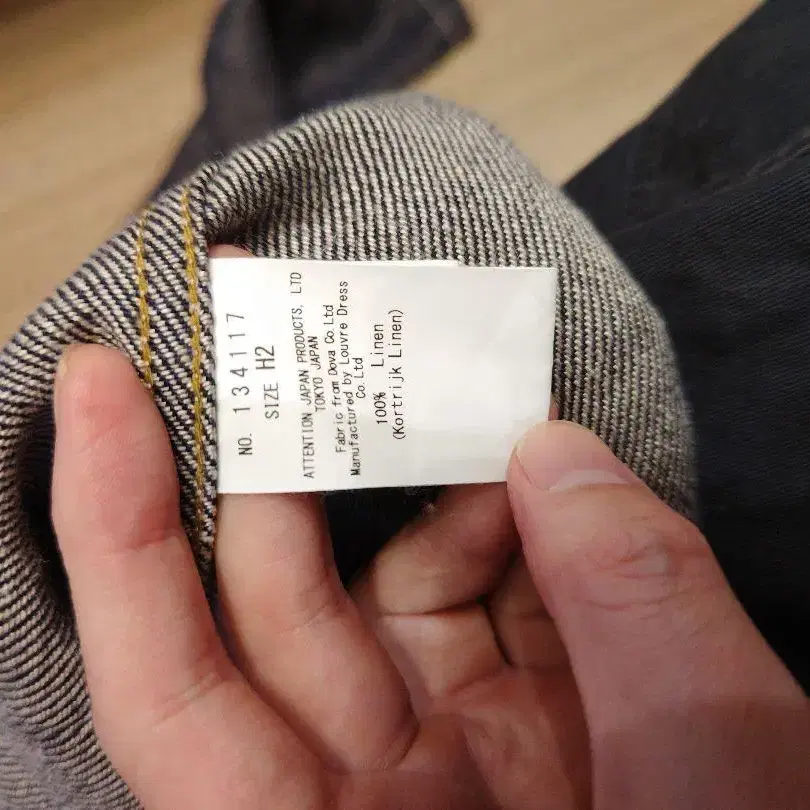 NO. 134117
SIZE H2
ATTENTION JAPAN PRODUCTS. LTD
TOKYO JAPAN
Fabric from Dova Co.Ltd
Manufactured by Louvre Dress
Co.Ltd
100% Linen
(Kortrijk Linen)